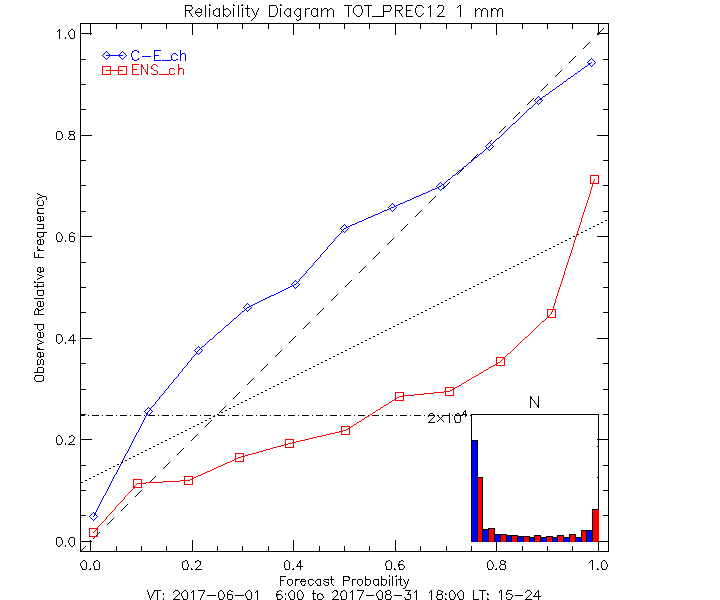 Reliability Diagram TOT_PREC12 1 mm
C-E_ch
ENS_ch
Observed Relative Frequency
1.0
0.8
0.6
0.4
0.2
0.0
2×10⁴
N
0.0 0.2 0.4 0.6 0.8 1.0
Forecast Probability
VT: 2017-06-01 6:00 to 2017-08-31 18:00 LT: 15-24